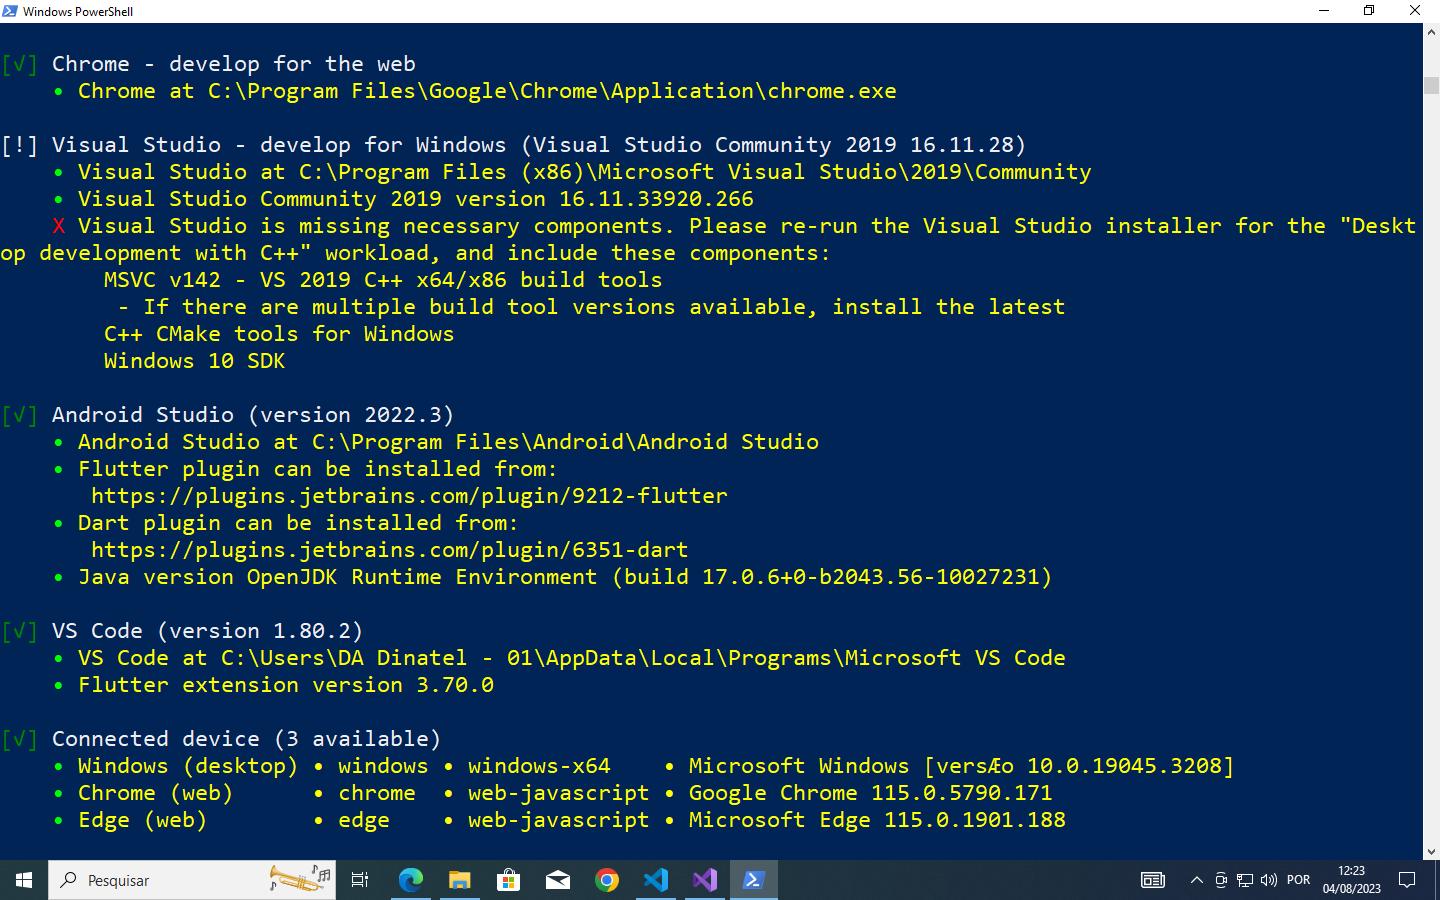 Windows PowerShell
[√] Chrome - develop for the web
• Chrome at C:\Program Files\Google\Chrome\Application\chrome.exe
[!] Visual Studio - develop for Windows (Visual Studio Community 2019 16.11.28)
• Visual Studio at C:\Program Files (x86)\Microsoft Visual Studio\2019\Community
• Visual Studio Community 2019 version 16.11.33920.266
X Visual Studio is missing necessary components. Please re-run the Visual Studio installer for the "Deskt
op development with C++" workload, and include these components:
MSVC v142 - VS 2019 C++ x64/x86 build tools
- If there are multiple build tool versions available, install the latest
C++ CMake tools for Windows
Windows 10 SDK
[√] Android Studio (version 2022.3)
• Android Studio at C:\Program Files\Android\Android Studio
• Flutter plugin can be installed from:
https://plugins.jetbrains.com/plugin/9212-flutter
• Dart plugin can be installed from:
https://plugins.jetbrains.com/plugin/6351-dart
• Java version OpenJDK Runtime Environment (build 17.0.6+0-b2043.56-10027231)
[√] VS Code (version 1.80.2)
• VS Code at C:\Users\DA Dinatel - 01\AppData\Local\Programs\Microsoft VS Code
• Flutter extension version 3.70.0
[√] Connected device (3 available)
• Windows (desktop) • windows • windows-x64 • Microsoft Windows [versÆo 10.0.19045.3208]
• Chrome (web) • chrome • web-javascript • Google Chrome 115.0.5790.171
• Edge (web) • edge • web-javascript • Microsoft Edge 115.0.1901.188
Pesquisar
POR
12:23
04/08/2023